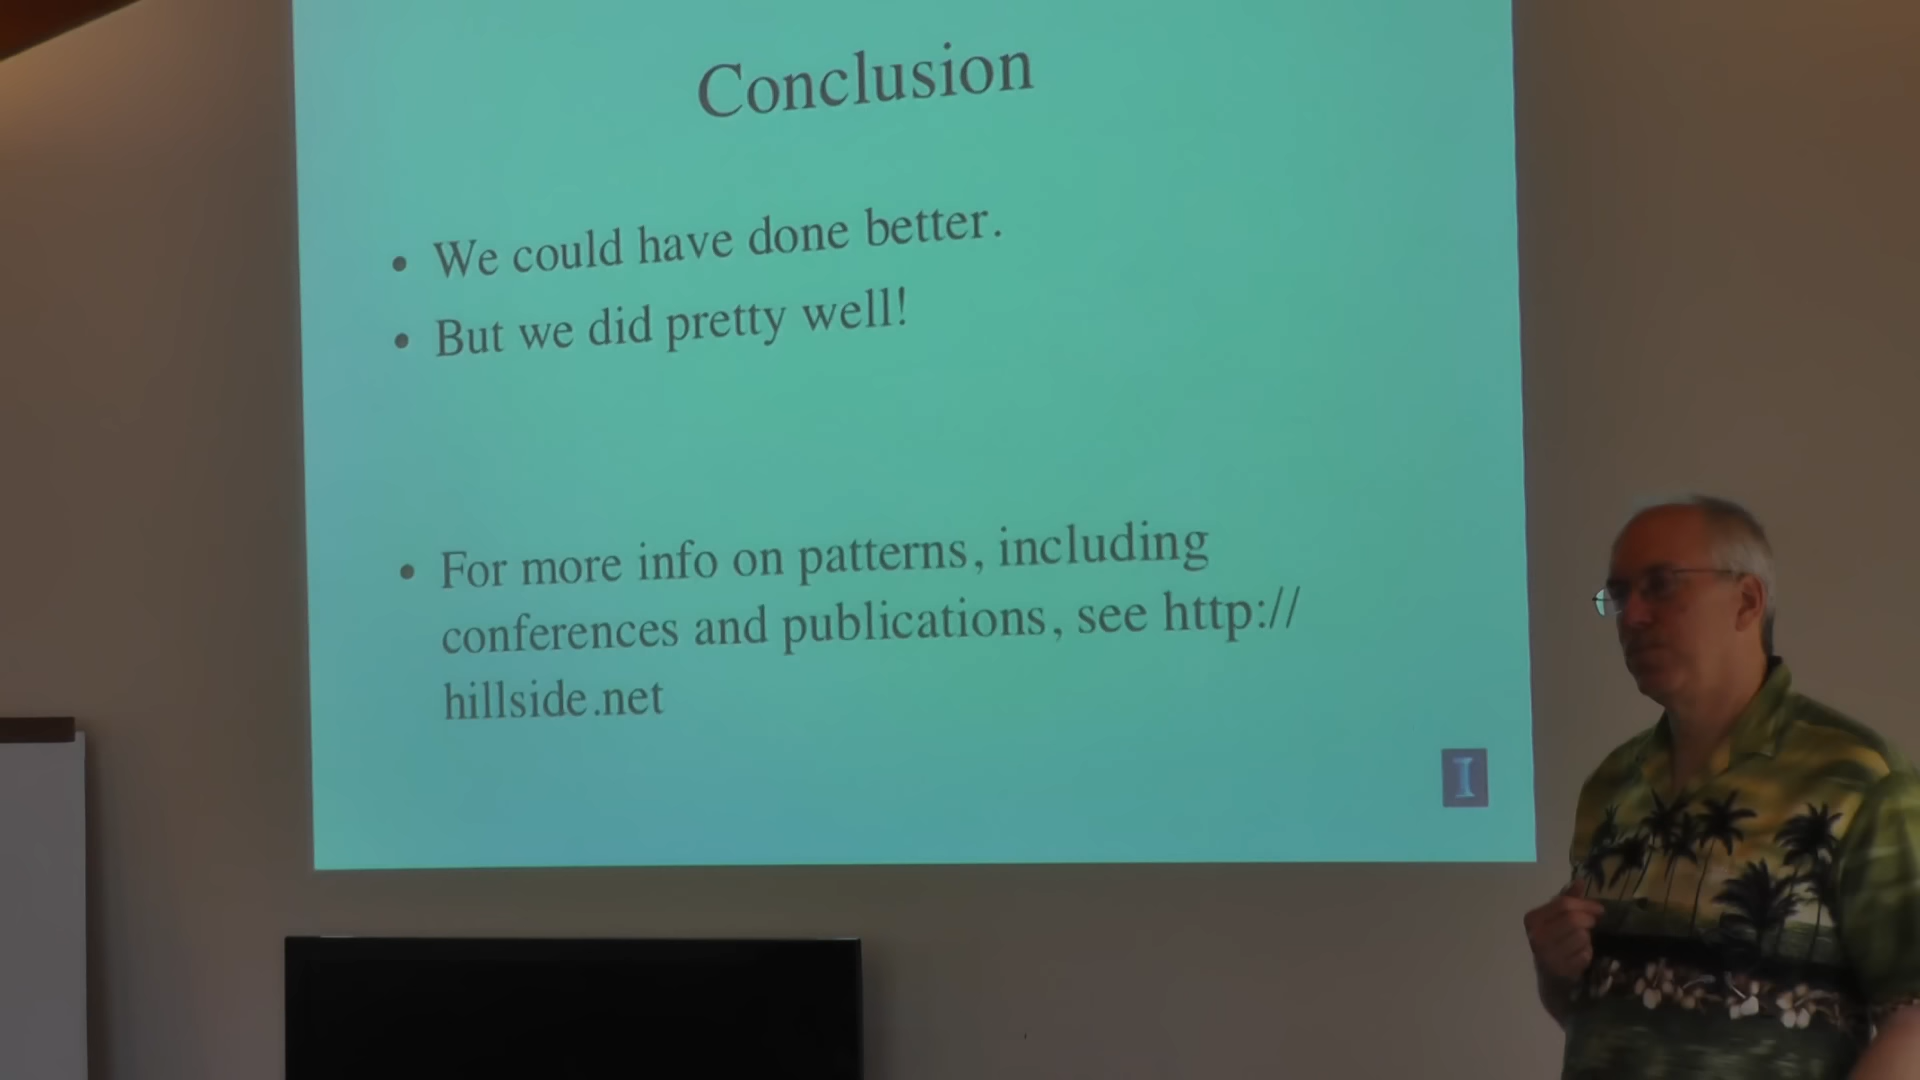 Conclusion
• We could have done better.
• But we did pretty well!
• For more info on patterns, including
conferences and publications, see http://
hillside.net
I